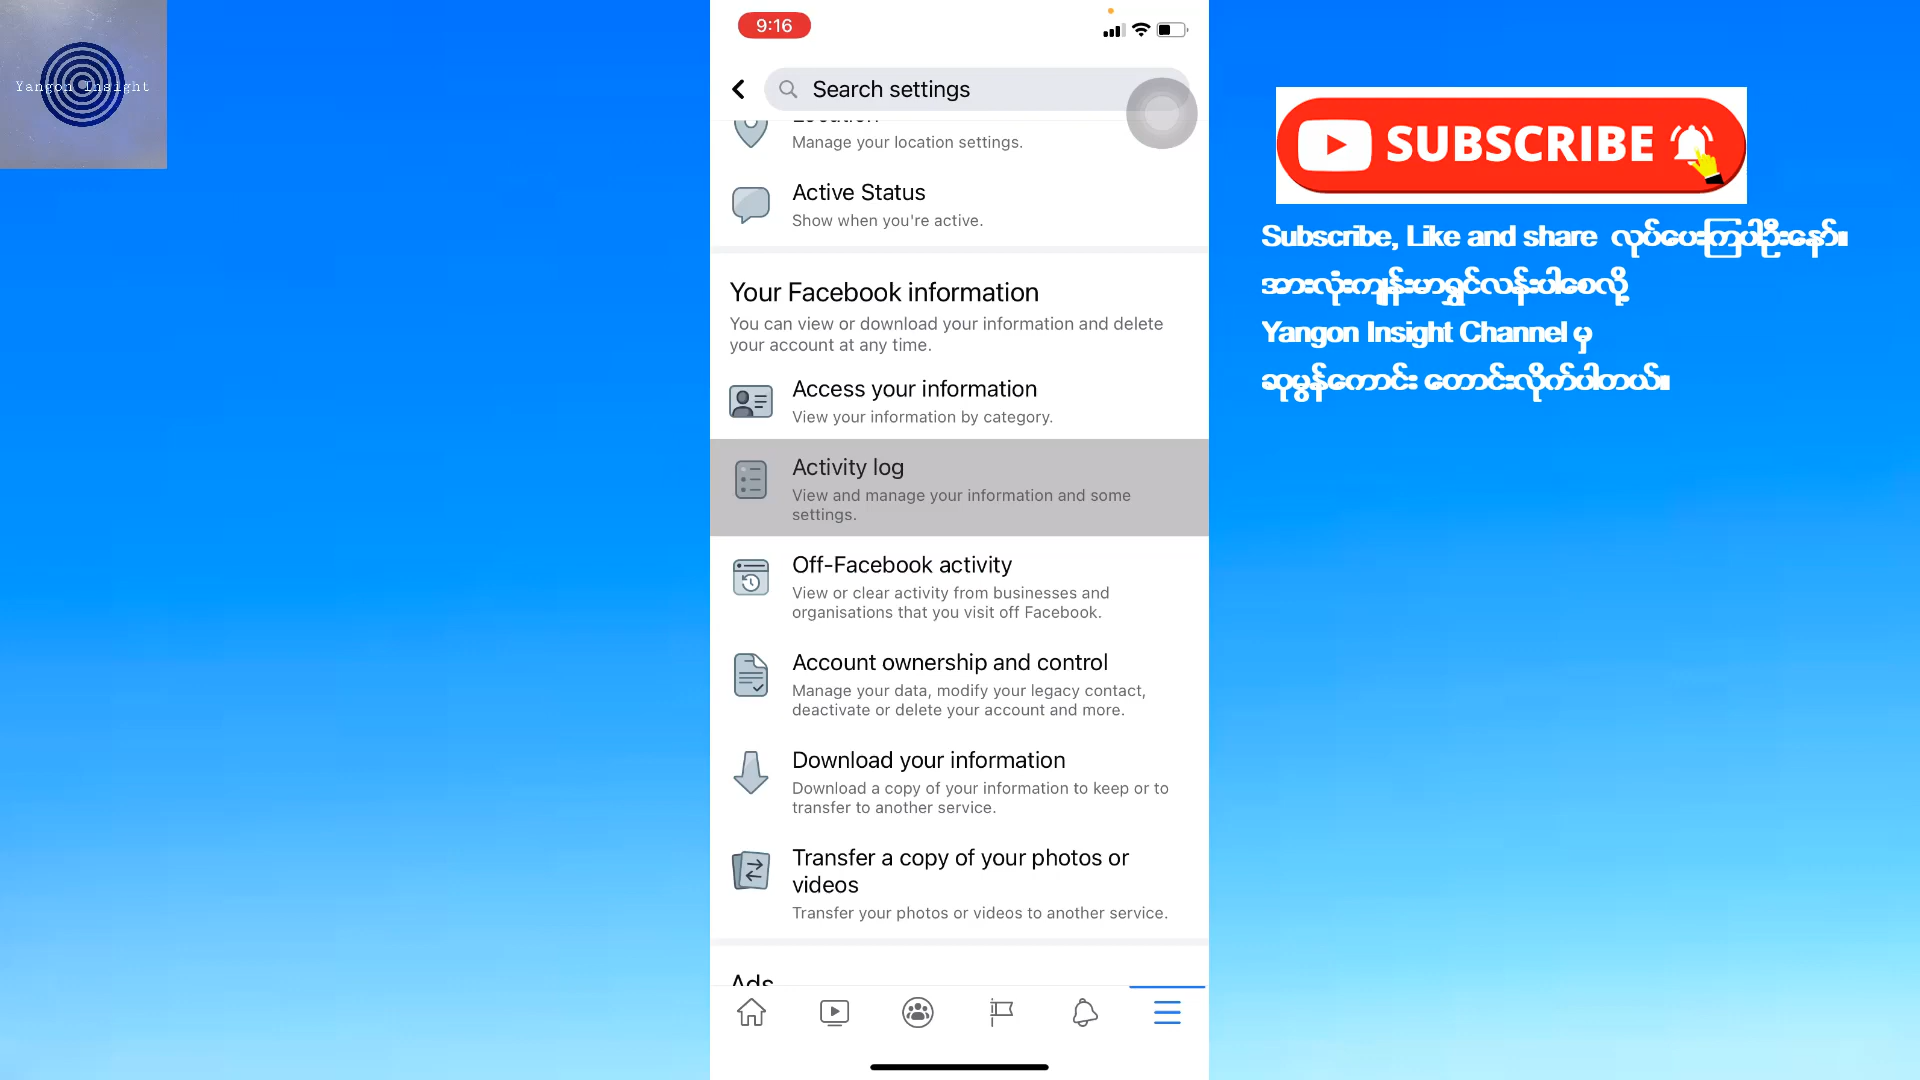 Yangon Insight
9:16
Search settings
Location
Manage your location settings.
Active Status
Show when you're active.
Your Facebook information
You can view or download your information and delete
your account at any time.
Access your information
View your information by category.
Activity log
View and manage your information and some
settings.
Off-Facebook activity
View or clear activity from businesses and
organisations that you visit off Facebook.
Account ownership and control
Manage your data, modify your legacy contact,
deactivate or delete your account and more.
Download your information
Download a copy of your information to keep or to
transfer to another service.
Transfer a copy of your photos or
videos
Transfer your photos or videos to another service.
Ads
SUBSCRIBE
Subscribe, Like and share လုပ်ပေးကြပါဦးနော်။
အားလုံးကျန်းမာရွှင်လန်းပါစေလို့
Yangon Insight Channel မှ
ဆုမွန်ကောင်း တောင်းလိုက်ပါတယ်။